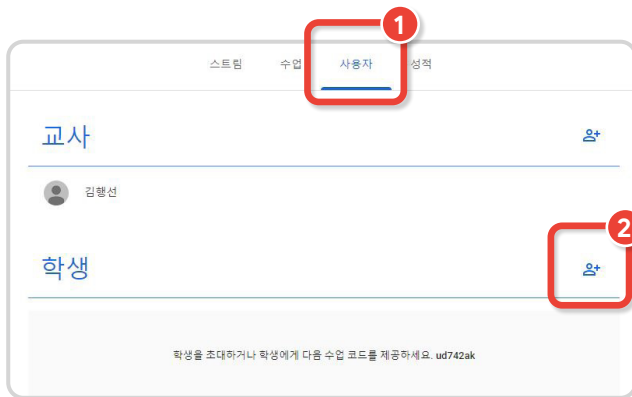 1
스트림 수업 사용자 성적
교사
김행선
2
학생
학생을 초대하거나 학생에게 다음 수업 코드를 제공하세요. ud742ak